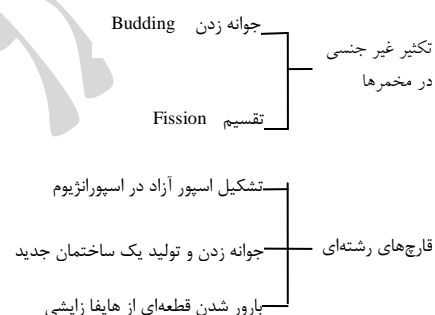 جوانه زدن Budding
تکثیر غیر جنسی
در مخمرها
تقسیم Fission
تشکیل اسپور آزاد در اسپورانژیوم
قارچ‌های رشته‌ای
جوانه زدن و تولید یک ساختمان جدید
بارور شدن قطعه‌ای از هایفا زایشی